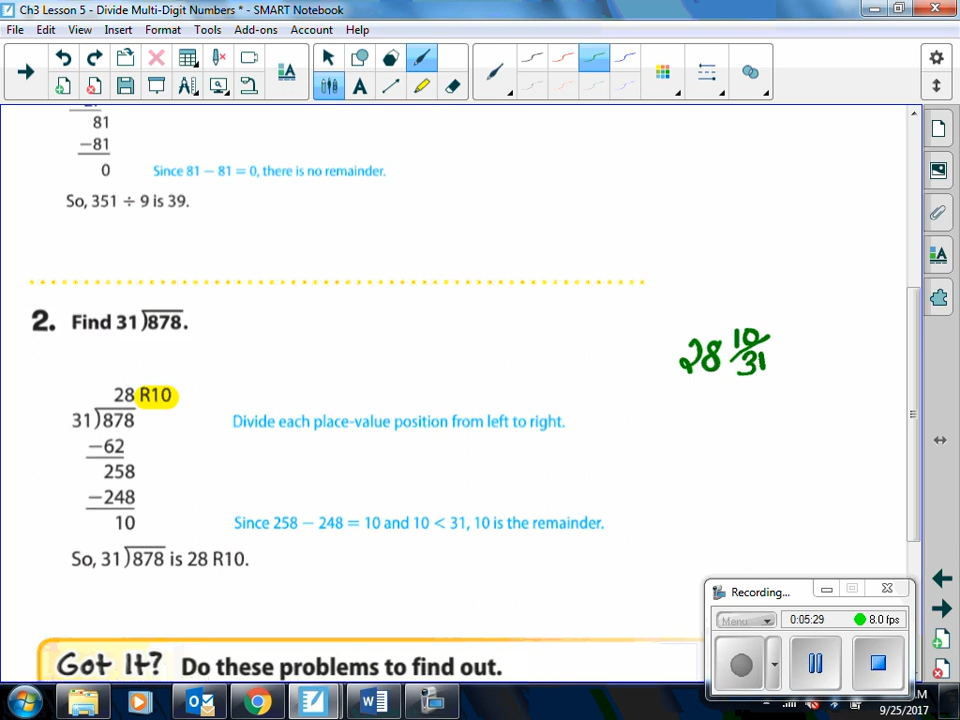 Ch3 Lesson 5 - Divide Multi-Digit Numbers * - SMART Notebook
File Edit View Insert Format Tools Add-ons Account Help
81
−81
0 Since 81 − 81 = 0, there is no remainder.
So, 351 ÷ 9 is 39.
2. Find 31)878.
28 10/31
28 R10
31)878 Divide each place-value position from left to right.
−62
258
−248
10 Since 258 − 248 = 10 and 10 < 31, 10 is the remainder.
So, 31)878 is 28 R10.
Recording...
Menu 0:05:29 8.0 fps
Got It? Do these problems to find out.
9/25/2017